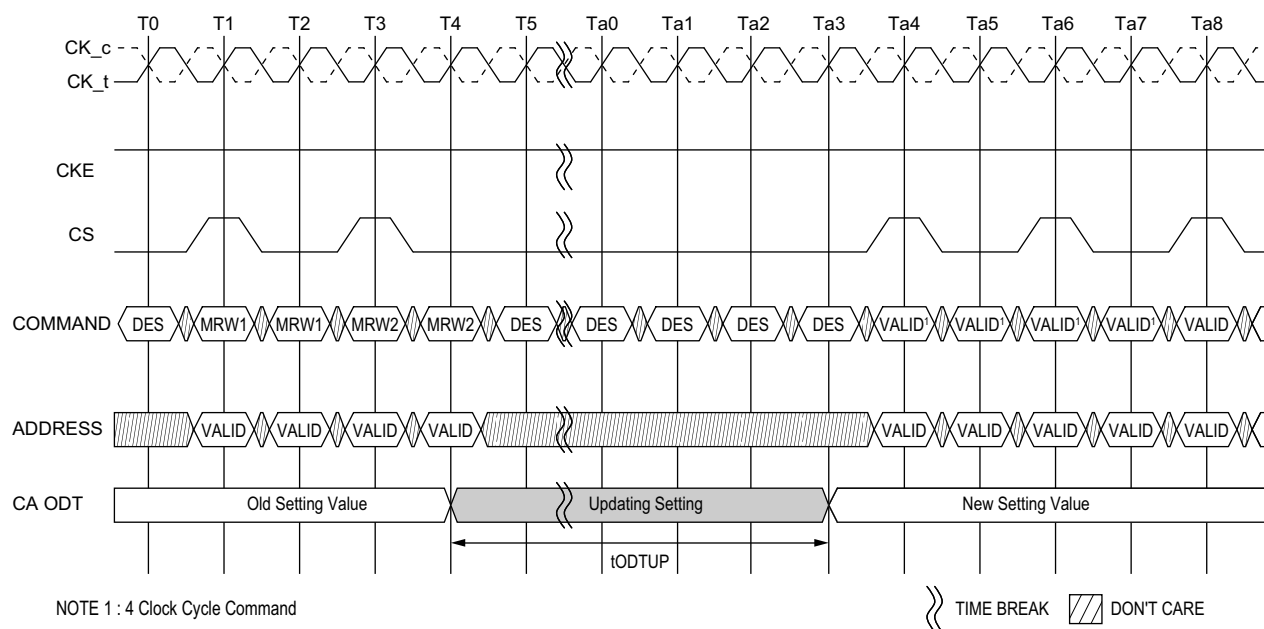 T0 T1 T2 T3 T4 T5 Ta0 Ta1 Ta2 Ta3 Ta4 Ta5 Ta6 Ta7 Ta8
CK_c
CK_t
CKE
CS
COMMAND DES MRW1 MRW1 MRW2 MRW2 DES DES DES DES DES VALID¹ VALID¹ VALID¹ VALID¹ VALID
ADDRESS VALID VALID VALID VALID VALID VALID VALID VALID VALID
CA ODT Old Setting Value Updating Setting New Setting Value
tODTUP
NOTE 1 : 4 Clock Cycle Command TIME BREAK DON'T CARE